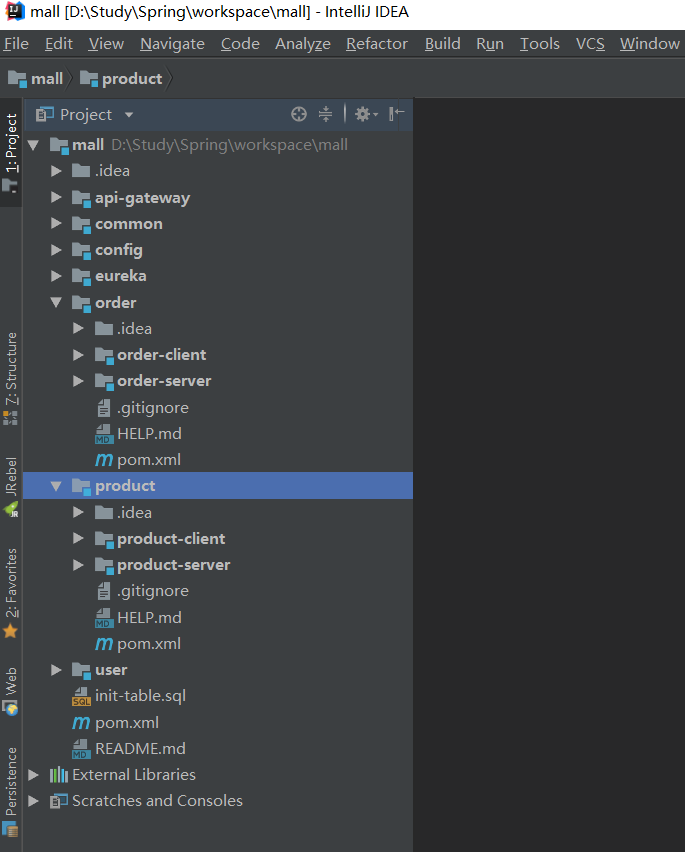 mall [D:\Study\Spring\workspace\mall] - IntelliJ IDEA
File Edit View Navigate Code Analyze Refactor Build Run Tools VCS Window
mall product
Project
mall D:\Study\Spring\workspace\mall
.idea
api-gateway
common
config
eureka
order
.idea
order-client
order-server
.gitignore
HELP.md
pom.xml
product
.idea
product-client
product-server
.gitignore
HELP.md
pom.xml
user
init-table.sql
pom.xml
README.md
External Libraries
Scratches and Consoles
1: Project
7: Structure
JRebel
2: Favorites
Web
Persistence